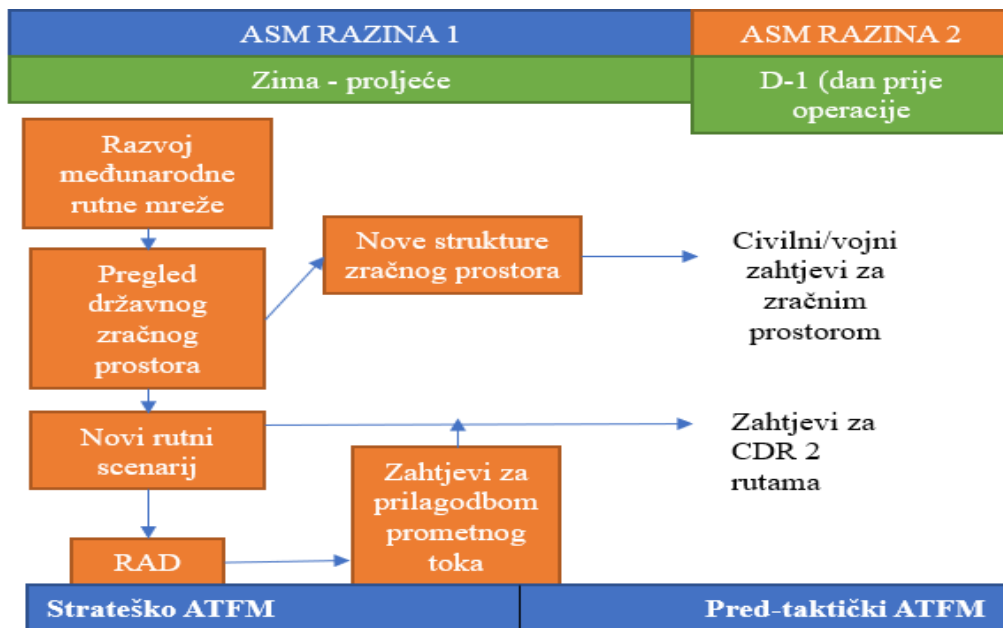 ASM RAZINA 1
ASM RAZINA 2
Zima - proljeće
D-1 (dan prije
operacije
Razvoj
međunarodne
rutne mreže
Nove strukture
zračnog prostora
Civilni/vojni
zahtjevi za
zračnim
prostorom
Pregled
državnog
zračnog
prostora
Novi rutni
scenarij
Zahtjevi za
CDR 2
rutama
Zahtjevi za
prilagodbom
prometnog
toka
RAD
Strateško ATFM
Pred-taktički ATFM